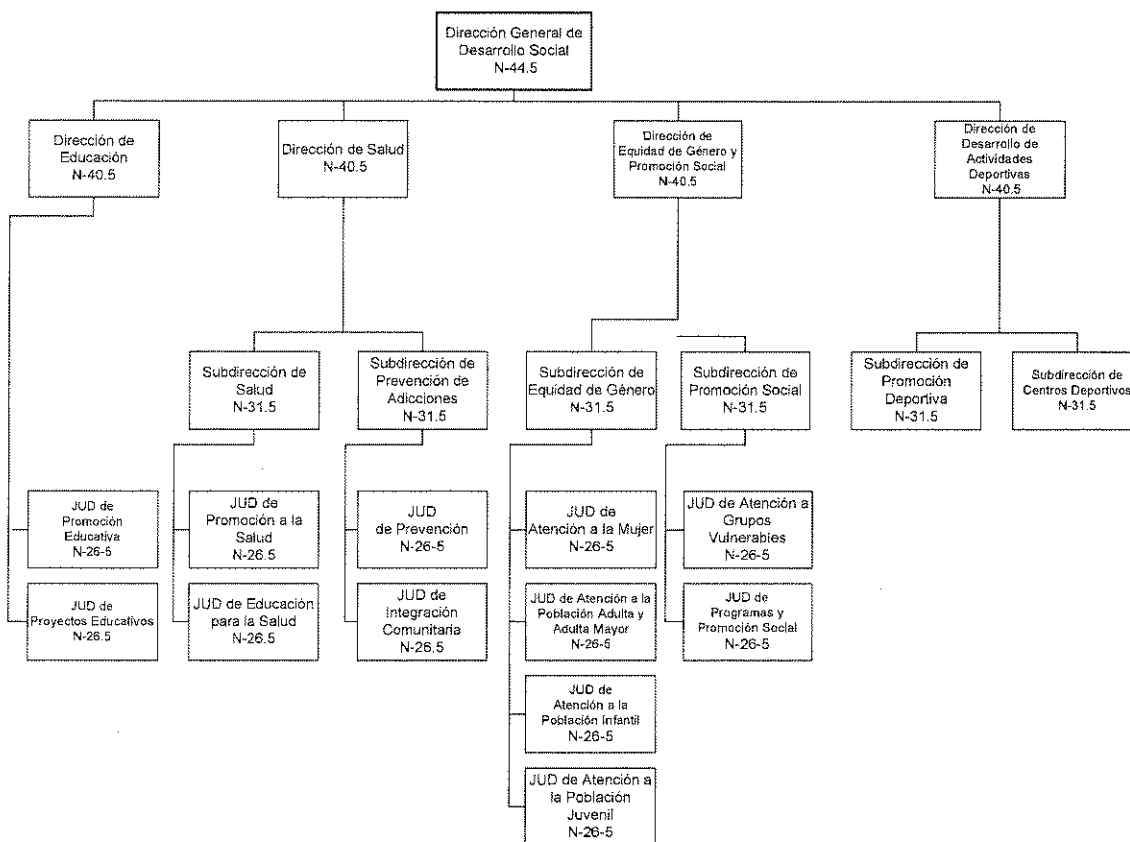 Dirección General de
Desarrollo Social
N-44.5
Dirección de
Educación
N-40.5
Dirección de Salud
N-40.5
Dirección de
Equidad de Género y
Promoción Social
N-40.5
Dirección de
Desarrollo de
Actividades
Deportivas
N-40.5
Subdirección de
Salud
N-31.5
Subdirección de
Prevención de
Adicciones
N-31.5
Subdirección de
Equidad de Género
N-31.5
Subdirección de
Promoción Social
N-31.5
Subdirección de
Promoción
Deportiva
N-31.5
Subdirección de
Centros Deportivos
N-31.5
JUD de
Promoción
Educativa
N-26-5
JUD de
Promoción a la
Salud
N-26.5
JUD
de Prevención
N-26-5
JUD de
Atención a la Mujer
N-26-5
JUD de Atención a
Grupos
Vulnerables
N-26-5
JUD de
Proyectos Educativos
N-26.5
JUD de Educación
para la Salud
N-26.5
JUD de
Integración
Comunitaria
N-26.5
JUD de Atención a la
Población Adulta y
Adulta Mayor
N-26-5
JUD de
Programas y
Promoción Social
N-26-5
JUD de
Atención a la
Población Infantil
N-26-5
JUD de Atención a
la Población
Juvenil
N-26-5